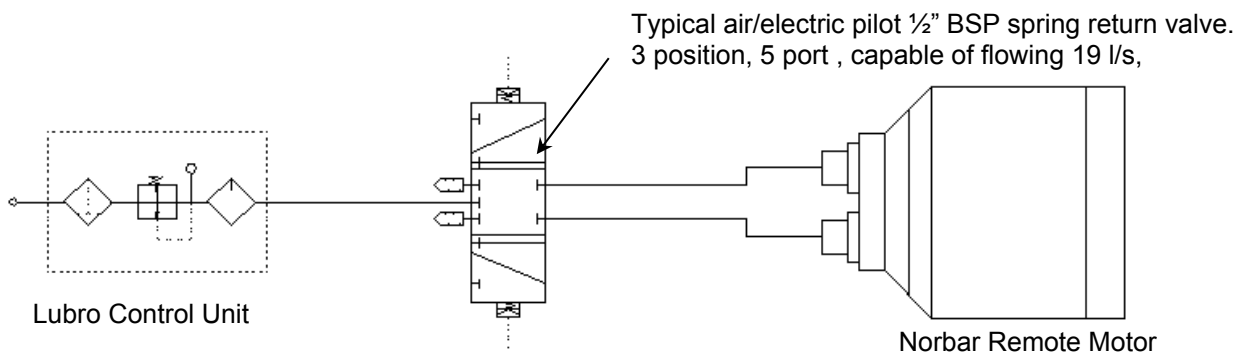 Typical air/electric pilot ½” BSP spring return valve.
3 position, 5 port , capable of flowing 19 l/s,
Lubro Control Unit
Norbar Remote Motor